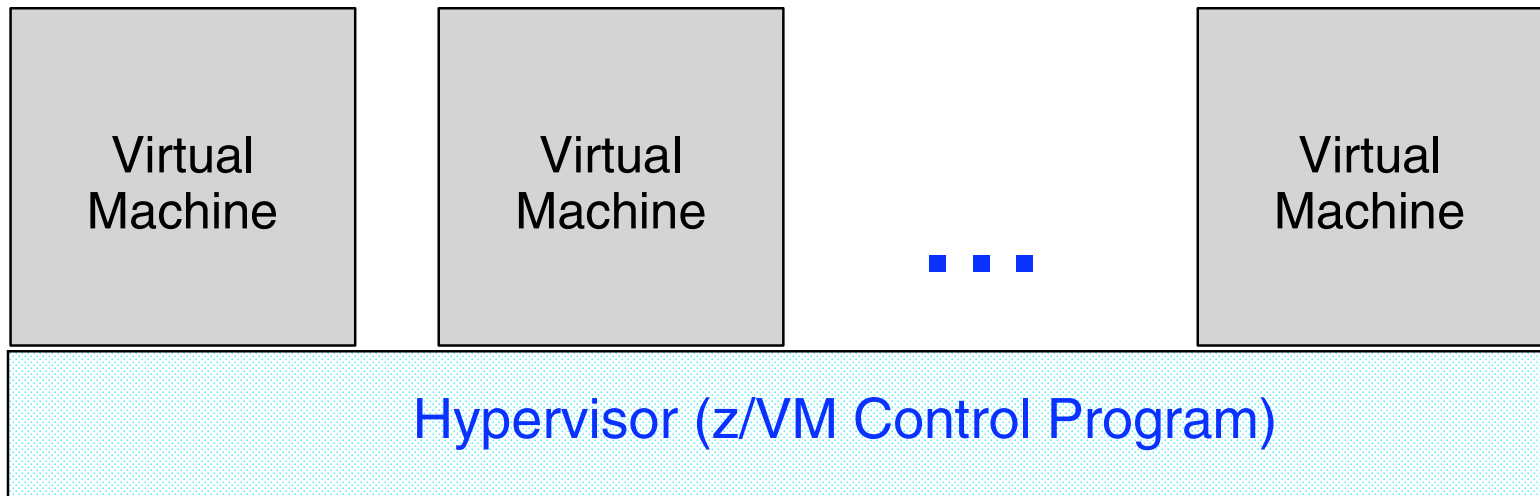 Virtual
Machine
Virtual
Machine
Virtual
Machine
Hypervisor (z/VM Control Program)